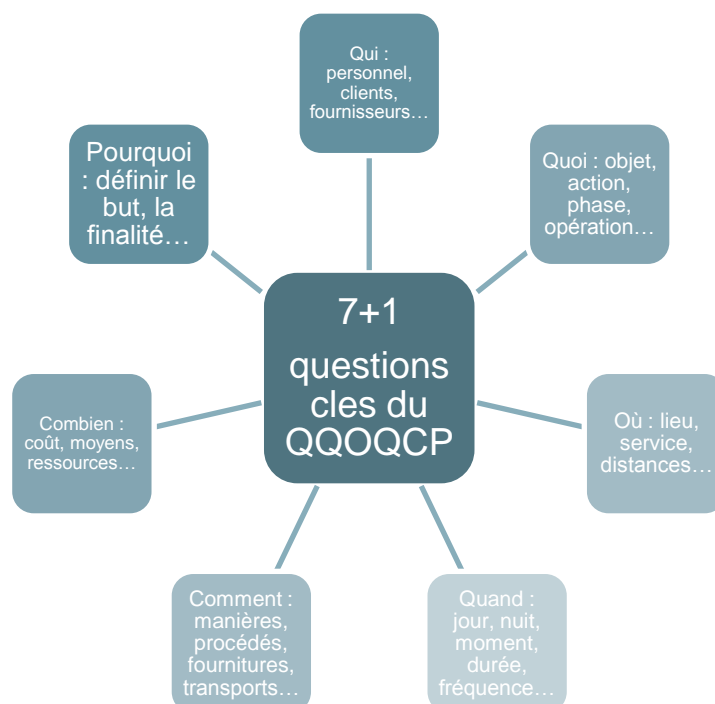 Qui :
personnel,
clients,
fournisseurs…
Quoi : objet,
action,
phase,
opération…
Où : lieu,
service,
distances…
Quand :
jour, nuit,
moment,
durée,
fréquence…
Comment :
manières,
procédés,
fournitures,
transports…
Combien :
coût, moyens,
ressources…
Pourquoi
: définir le
but, la
finalité…
7+1
questions
cles du
QQOQCP